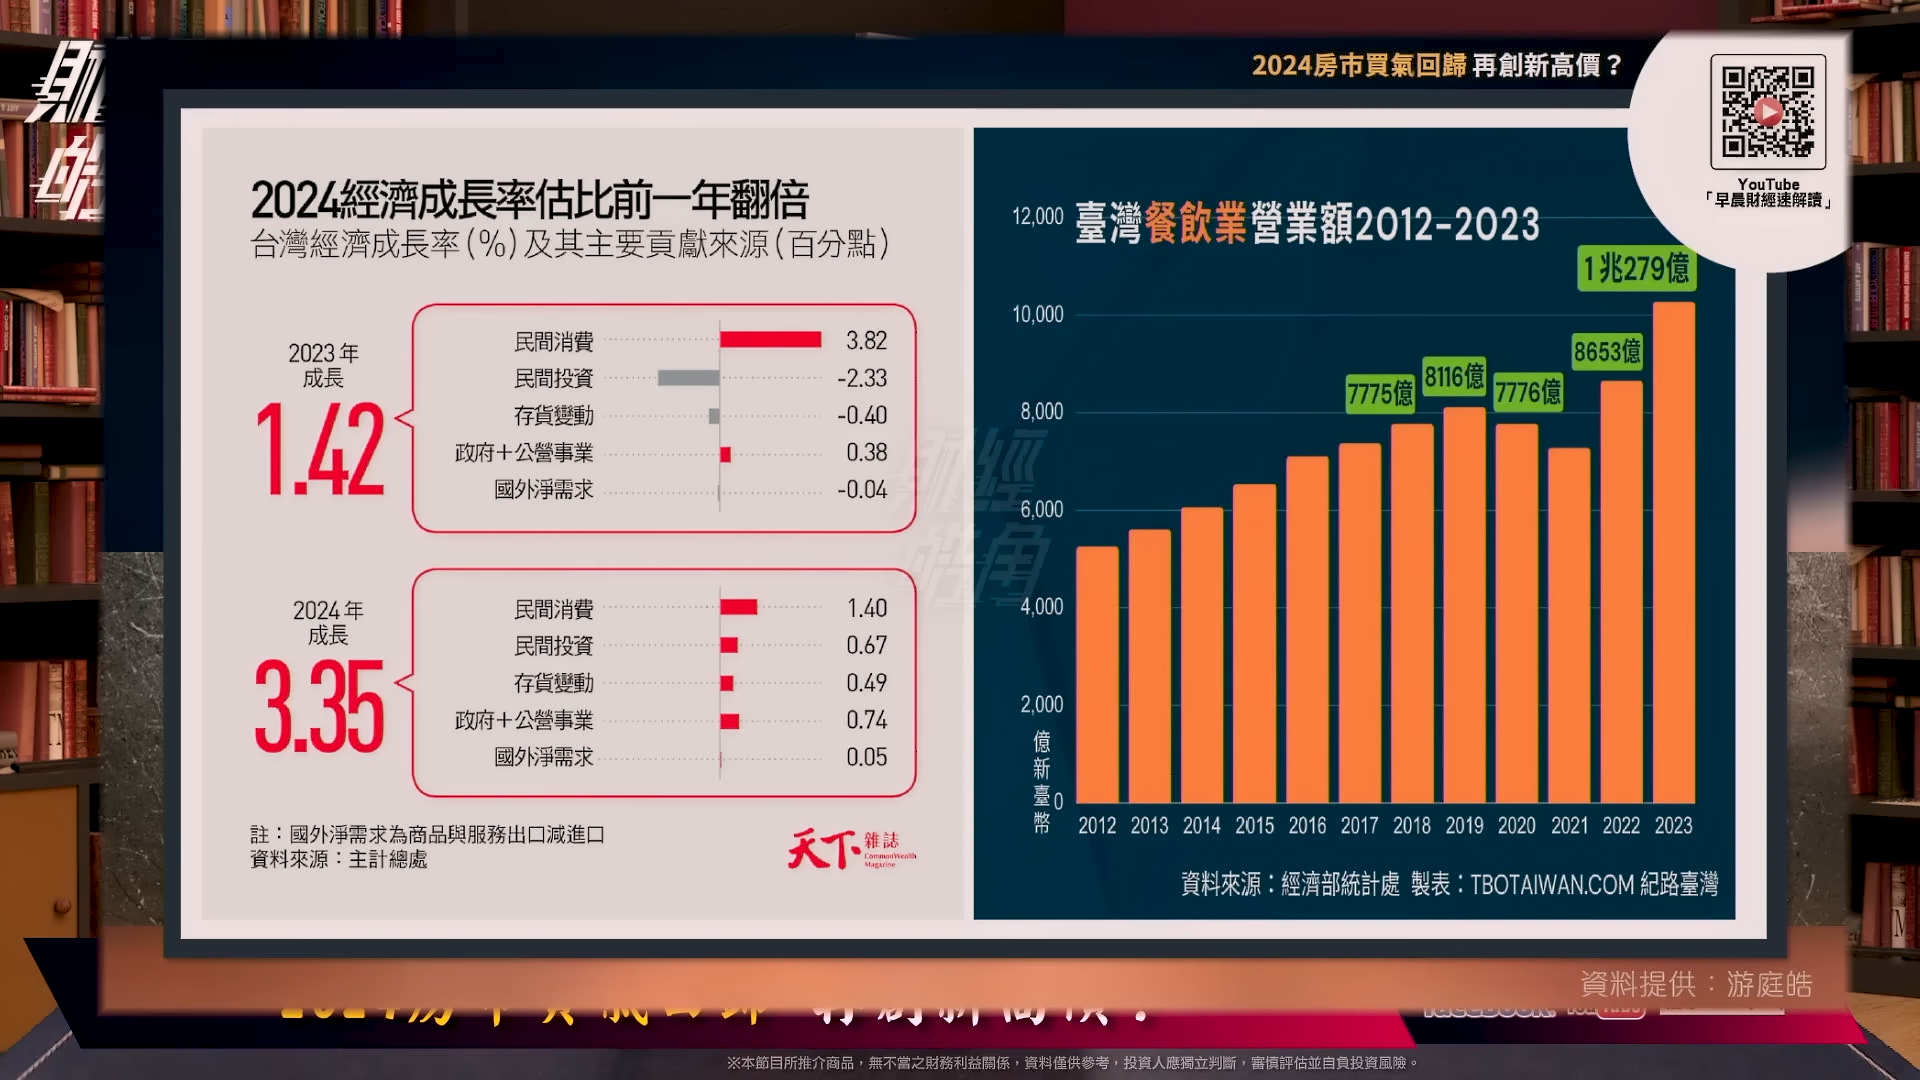 2024房市買氣回歸 再創新高價？
YouTube
「早晨財經速解讀」
2024經濟成長率估比前一年翻倍
台灣經濟成長率(%)及其主要貢獻來源(百分點)
2023年
成長
1.42
民間消費 3.82
民間投資 -2.33
存貨變動 -0.40
政府＋公營事業 0.38
國外淨需求 -0.04
2024年
成長
3.35
民間消費 1.40
民間投資 0.67
存貨變動 0.49
政府＋公營事業 0.74
國外淨需求 0.05
註：國外淨需求為商品與服務出口減進口
資料來源：主計總處
天下雜誌
CommonWealth
Magazine
臺灣餐飲業營業額2012-2023
12,000
10,000
8,000
6,000
4,000
2,000
0
億新臺幣
7775億
8116億
7776億
8653億
1兆279億
2012 2013 2014 2015 2016 2017 2018 2019 2020 2021 2022 2023
資料來源：經濟部統計處 製表：TBOTAIWAN.COM 紀路臺灣
財經
皓角
資料提供：游庭皓
※本節目所推介商品，無不當之財務利益關係，資料僅供參考，投資人應獨立判斷，審慎評估並自負投資風險。